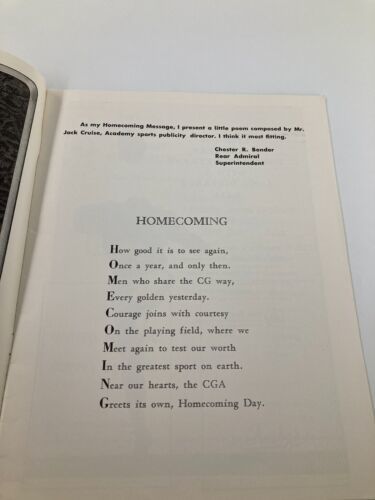 As my Homecoming Message, I present a little poem composed by Mr.
Jack Cruise, Academy sports publicity director. I think it most fitting.
Chester R. Bender
Rear Admiral
Superintendent
HOMECOMING
How good it is to see again,
Once a year, and only then.
Men who share the CG way,
Every golden yesterday.
Courage joins with courtesy
On the playing field, where we
Meet again to test our worth
In the greatest sport on earth.
Near our hearts, the CGA
Greets its own, Homecoming Day.